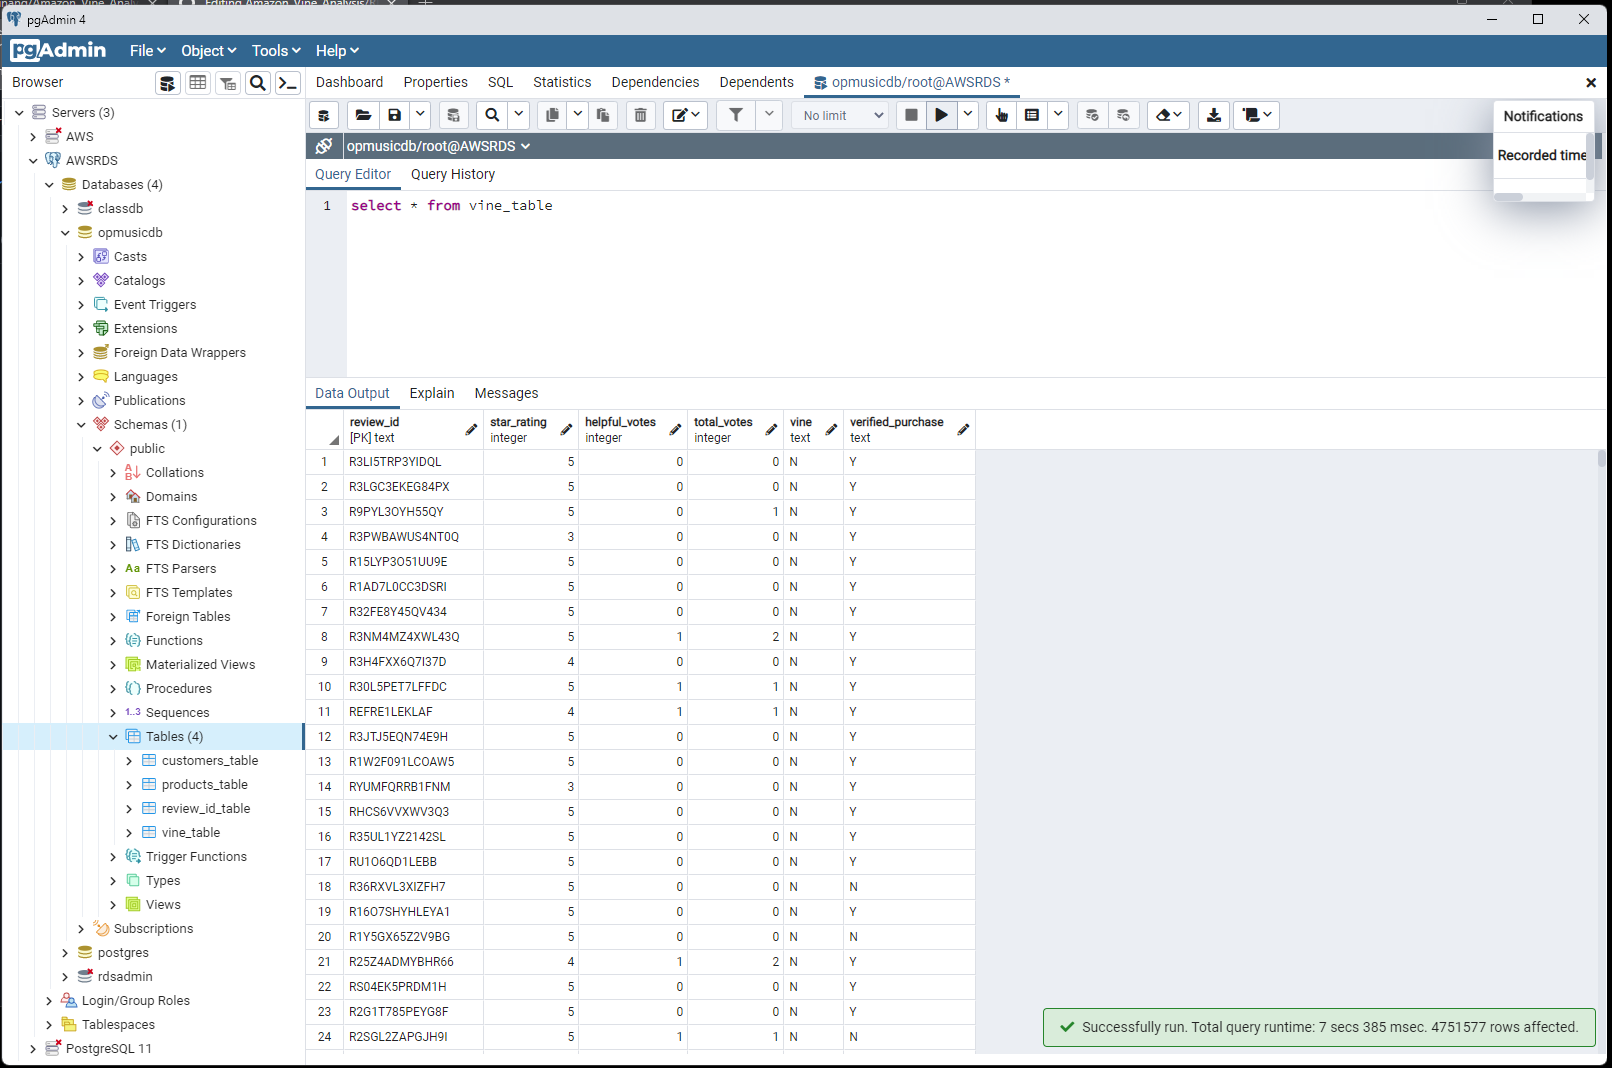 pgAdmin 4
pgAdmin File Object Tools Help
Browser
Dashboard Properties SQL Statistics Dependencies Dependents opmusicdb/root@AWSRDS *
Servers (3)
AWS
AWSRDS
Databases (4)
classdb
opmusicdb
Casts
Catalogs
Event Triggers
Extensions
Foreign Data Wrappers
Languages
Publications
Schemas (1)
public
Collations
Domains
FTS Configurations
FTS Dictionaries
Aa FTS Parsers
FTS Templates
Foreign Tables
Functions
Materialized Views
Procedures
1..3 Sequences
Tables (4)
customers_table
products_table
review_id_table
vine_table
Trigger Functions
Types
Views
Subscriptions
postgres
rdsadmin
Login/Group Roles
Tablespaces
PostgreSQL 11
No limit
Notifications
Recorded time
opmusicdb/root@AWSRDS
Query Editor Query History
1 select * from vine_table
Data Output Explain Messages
review_id star_rating helpful_votes total_votes vine verified_purchase
[PK] text integer integer integer text text
1 R3LI5TRP3YIDQL 5 0 0 N Y
2 R3LGC3EKEG84PX 5 0 0 N Y
3 R9PYL3OYH55QY 5 0 1 N Y
4 R3PWBAWUS4NT0Q 3 0 0 N Y
5 R15LYP3O51UU9E 5 0 0 N Y
6 R1AD7L0CC3DSRI 5 0 0 N Y
7 R32FE8Y45QV434 5 0 0 N Y
8 R3NM4MZ4XWL43Q 5 1 2 N Y
9 R3H4FXX6Q7I37D 4 0 0 N Y
10 R30L5PET7LFFDC 5 1 1 N Y
11 REFRE1LEKLAF 4 1 1 N Y
12 R3JTJ5EQN74E9H 5 0 0 N Y
13 R1W2F091LCOAW5 5 0 0 N Y
14 RYUMFQRRB1FNM 3 0 0 N Y
15 RHCS6VVXWV3Q3 5 0 0 N Y
16 R35UL1YZ2142SL 5 0 0 N Y
17 RU1O6QD1LEBB 5 0 0 N Y
18 R36RXVL3XIZFH7 5 0 0 N N
19 R16O7SHYHLEYA1 5 0 0 N Y
20 R1Y5GX65Z2V9BG 5 0 0 N N
21 R25Z4ADMYBHR66 4 1 2 N Y
22 RS04EK5PRDM1H 5 0 0 N Y
23 R2G1T785PEYG8F 5 0 0 N Y
24 R2SGL2ZAPGJH9I 5 1 1 N N
Successfully run. Total query runtime: 7 secs 385 msec. 4751577 rows affected.